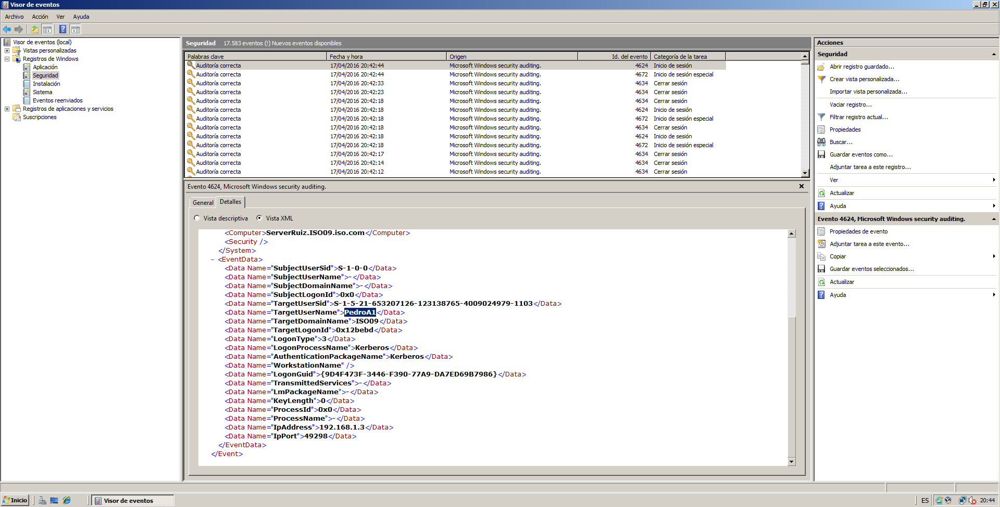 Visor de eventos
Archivo Acción Ver Ayuda
Visor de eventos (local)
Vistas personalizadas
Registros de Windows
Aplicación
Seguridad
Instalación
Sistema
Eventos reenviados
Registros de aplicaciones y servicios
Suscripciones
Seguridad 17.583 eventos (!) Nuevos eventos disponibles
Palabras clave Fecha y hora Origen Id. del evento Categoría de la tarea
Auditoría correcta 17/04/2016 20:42:44 Microsoft Windows security auditing. 4624 Inicio de sesión
Auditoría correcta 17/04/2016 20:42:44 Microsoft Windows security auditing. 4672 Inicio de sesión especial
Auditoría correcta 17/04/2016 20:42:33 Microsoft Windows security auditing. 4634 Cerrar sesión
Auditoría correcta 17/04/2016 20:42:23 Microsoft Windows security auditing. 4634 Cerrar sesión
Auditoría correcta 17/04/2016 20:42:18 Microsoft Windows security auditing. 4634 Cerrar sesión
Auditoría correcta 17/04/2016 20:42:18 Microsoft Windows security auditing. 4624 Inicio de sesión
Auditoría correcta 17/04/2016 20:42:18 Microsoft Windows security auditing. 4672 Inicio de sesión especial
Auditoría correcta 17/04/2016 20:42:18 Microsoft Windows security auditing. 4634 Cerrar sesión
Auditoría correcta 17/04/2016 20:42:18 Microsoft Windows security auditing. 4624 Inicio de sesión
Auditoría correcta 17/04/2016 20:42:18 Microsoft Windows security auditing. 4672 Inicio de sesión especial
Auditoría correcta 17/04/2016 20:42:17 Microsoft Windows security auditing. 4634 Cerrar sesión
Auditoría correcta 17/04/2016 20:42:14 Microsoft Windows security auditing. 4634 Cerrar sesión
Auditoría correcta 17/04/2016 20:42:12 Microsoft Windows security auditing. 4634 Cerrar sesión
Evento 4624, Microsoft Windows security auditing.
General Detalles
Vista descriptiva Vista XML
<Computer>ServerRuiz.ISO09.iso.com</Computer>
<Security />
</System>
- <EventData>
<Data Name="SubjectUserSid">S-1-0-0</Data>
<Data Name="SubjectUserName">-</Data>
<Data Name="SubjectDomainName">-</Data>
<Data Name="SubjectLogonId">0x0</Data>
<Data Name="TargetUserSid">S-1-5-21-653207126-123138765-4009024979-1103</Data>
<Data Name="TargetUserName">PedroA1</Data>
<Data Name="TargetDomainName">ISO09</Data>
<Data Name="TargetLogonId">0x12bebd</Data>
<Data Name="LogonType">3</Data>
<Data Name="LogonProcessName">Kerberos</Data>
<Data Name="AuthenticationPackageName">Kerberos</Data>
<Data Name="WorkstationName" />
<Data Name="LogonGuid">{9D4F473F-3446-F390-77A9-DA7ED69B7986}</Data>
<Data Name="TransmittedServices">-</Data>
<Data Name="LmPackageName">-</Data>
<Data Name="KeyLength">0</Data>
<Data Name="ProcessId">0x0</Data>
<Data Name="ProcessName">-</Data>
<Data Name="IpAddress">192.168.1.3</Data>
<Data Name="IpPort">49298</Data>
</EventData>
</Event>
Acciones
Seguridad
Abrir registro guardado...
Crear vista personalizada...
Importar vista personalizada...
Vaciar registro...
Filtrar registro actual...
Propiedades
Buscar...
Guardar eventos como...
Adjuntar tarea a este registro...
Ver
Actualizar
Ayuda
Evento 4624, Microsoft Windows security auditing.
Propiedades de evento
Adjuntar tarea a este evento...
Copiar
Guardar eventos seleccionados...
Actualizar
Ayuda
Inicio Visor de eventos ES 20:44